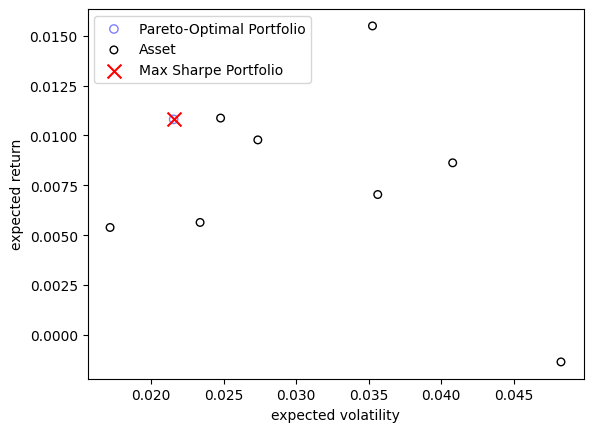 Pareto-Optimal Portfolio
Asset
Max Sharpe Portfolio
0.0150
0.0125
0.0100
0.0075
0.0050
0.0025
0.0000
expected return
0.020 0.025 0.030 0.035 0.040 0.045
expected volatility